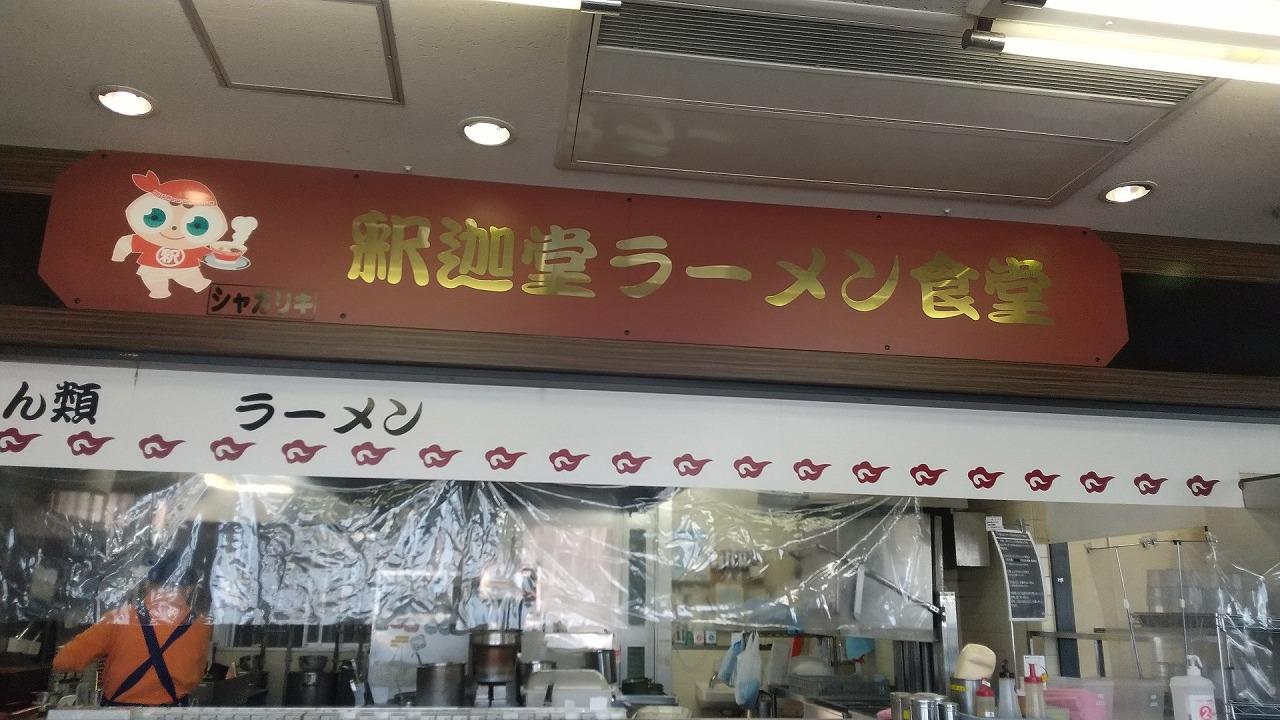 釈迦堂ラーメン食堂
釈
シャカリキ
ん類 ラーメン